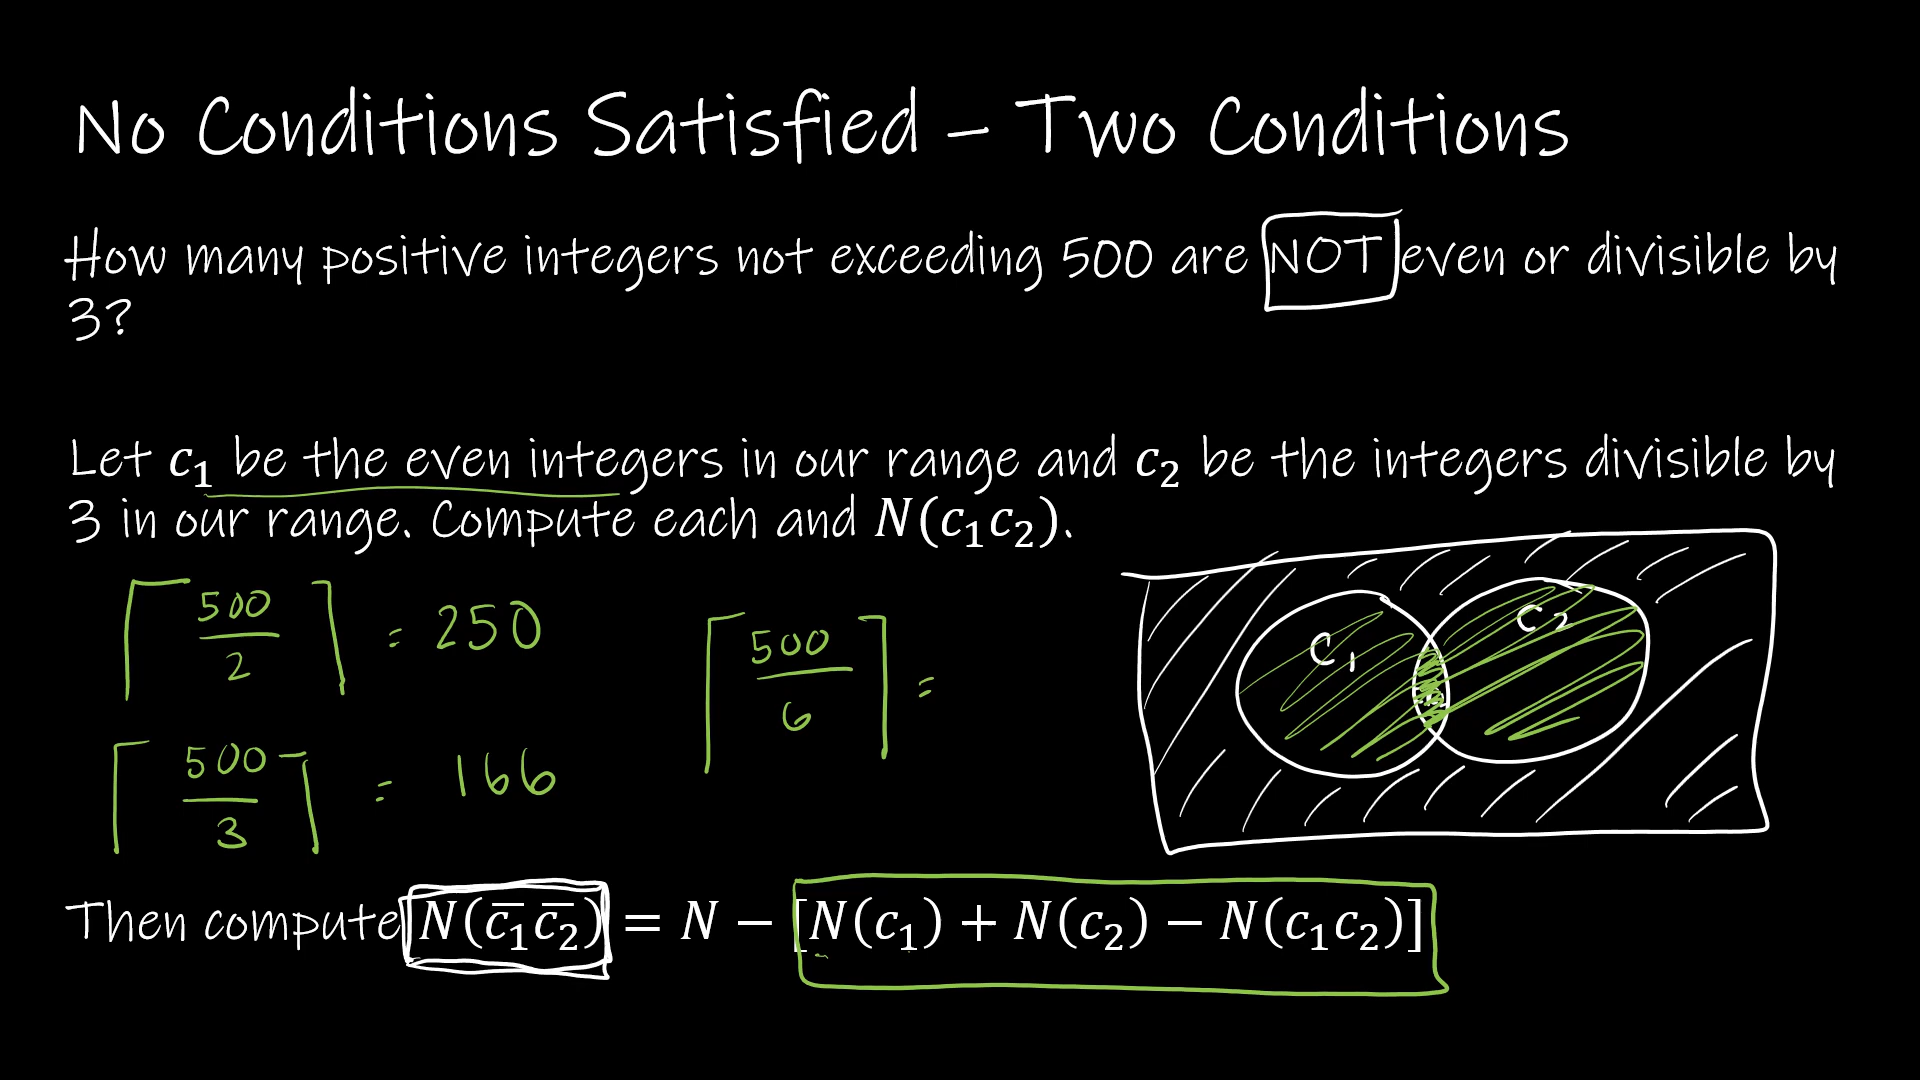 No Conditions Satisfied – Two Conditions
How many positive integers not exceeding 500 are NOT even or divisible by
3?
Let c₁ be the even integers in our range and c₂ be the integers divisible by
3 in our range. Compute each and N(c₁c₂).
⌈500/2⌉ = 250
⌈500/6⌉ =
⌈500/3⌉ = 166
C₁
C₂
Then compute N(c̅₁c̅₂) = N − [N(c₁) + N(c₂) − N(c₁c₂)]